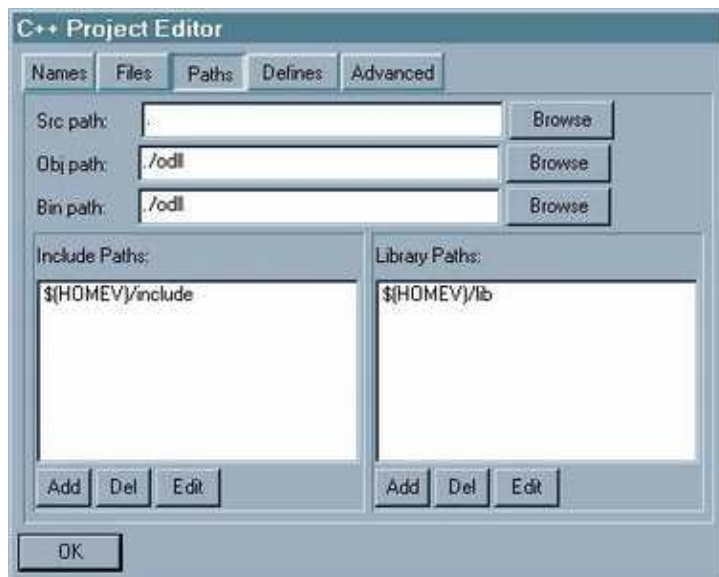 C++ Project Editor
Names Files Paths Defines Advanced
Src path: . Browse
Obj path: ./odll Browse
Bin path: ./odll Browse
Include Paths: Library Paths:
$(HOMEV)/include $(HOMEV)/lib
Add Del Edit Add Del Edit
OK